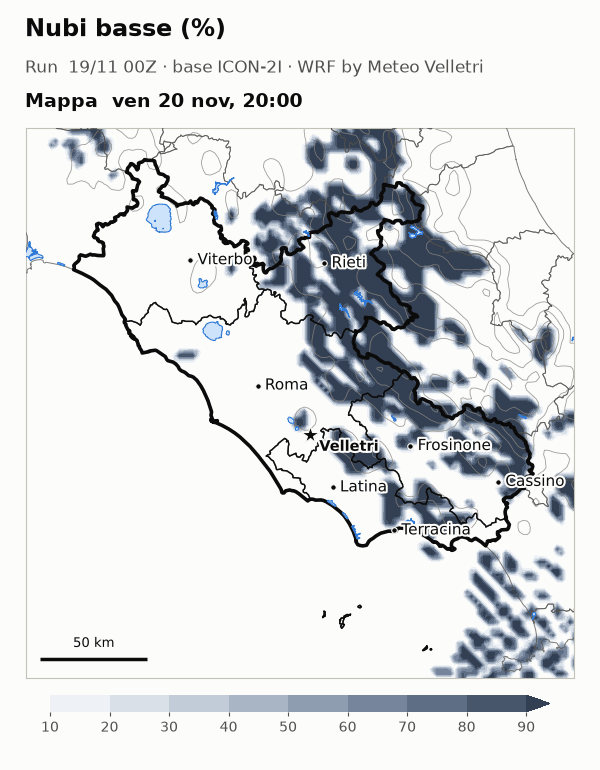 Nubi basse (%)
Run  19/11 00Z · base ICON-2I · WRF by Meteo Velletri
Mappa  ven 20 nov, 20:00
Viterbo
Rieti
Roma
Velletri
Frosinone
Latina
Cassino
Terracina
50 km
10 20 30 40 50 60 70 80 90